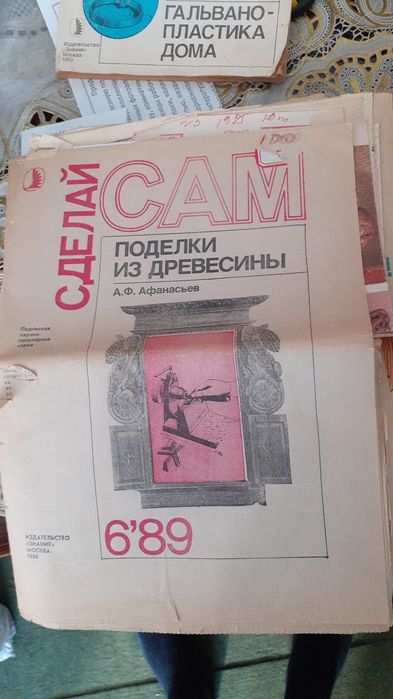 ГАЛЬВАНО-
ПЛАСТИКА
ДОМА
Издательство
«Знание»
Москва
1990
СДЕЛАЙ
САМ
ПОДЕЛКИ
ИЗ ДРЕВЕСИНЫ
А.Ф. Афанасьев
Подписная
научно-
популярная
серия
6'89
ИЗДАТЕЛЬСТВО
«ЗНАНИЕ»
МОСКВА
1989